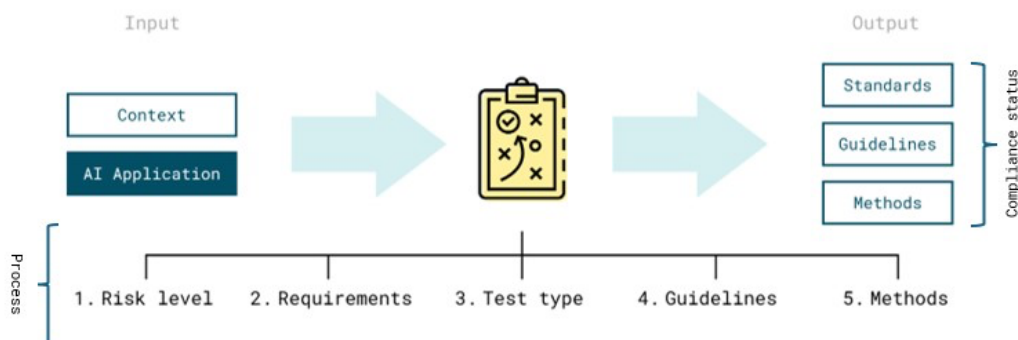 Input
Output
Context
AI Application
Standards
Guidelines
Methods
Compliance status
Process
1. Risk level
2. Requirements
3. Test type
4. Guidelines
5. Methods